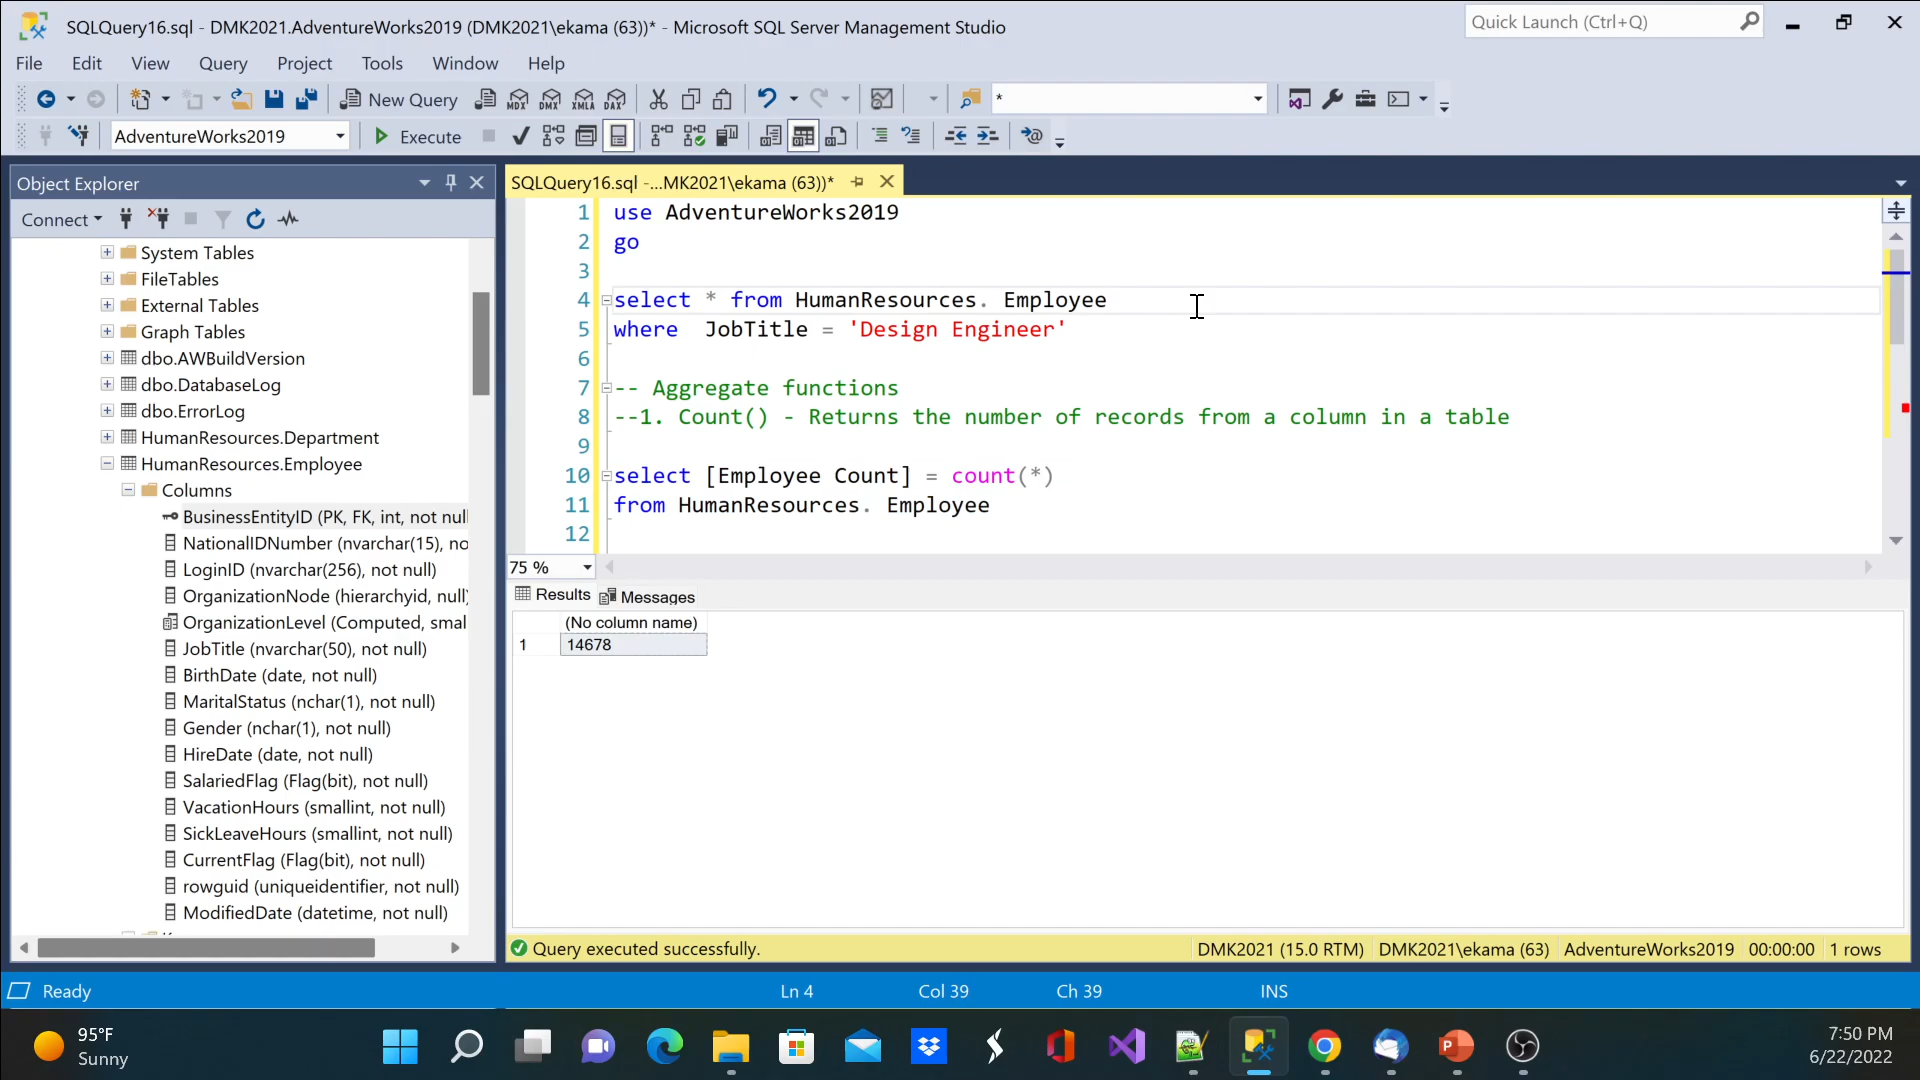 SQLQuery16.sql - DMK2021.AdventureWorks2019 (DMK2021\ekama (63))* - Microsoft SQL Server Management Studio
Quick Launch (Ctrl+Q)
File Edit View Query Project Tools Window Help
New Query MDX DMX XMLA DAX *
AdventureWorks2019 Execute
Object Explorer
Connect
System Tables
FileTables
External Tables
Graph Tables
dbo.AWBuildVersion
dbo.DatabaseLog
dbo.ErrorLog
HumanResources.Department
HumanResources.Employee
Columns
BusinessEntityID (PK, FK, int, not null
NationalIDNumber (nvarchar(15), no
LoginID (nvarchar(256), not null)
OrganizationNode (hierarchyid, null)
OrganizationLevel (Computed, smal
JobTitle (nvarchar(50), not null)
BirthDate (date, not null)
MaritalStatus (nchar(1), not null)
Gender (nchar(1), not null)
HireDate (date, not null)
SalariedFlag (Flag(bit), not null)
VacationHours (smallint, not null)
SickLeaveHours (smallint, not null)
CurrentFlag (Flag(bit), not null)
rowguid (uniqueidentifier, not null)
ModifiedDate (datetime, not null)
SQLQuery16.sql -...MK2021\ekama (63))*
1 use AdventureWorks2019
2 go
3
4 select * from HumanResources. Employee
5 where  JobTitle = 'Design Engineer'
6
7 -- Aggregate functions
8 --1. Count() - Returns the number of records from a column in a table
9
10 select [Employee Count] = count(*)
11 from HumanResources. Employee
12
75 %
Results Messages
(No column name)
1 14678
Query executed successfully. DMK2021 (15.0 RTM) DMK2021\ekama (63) AdventureWorks2019 00:00:00 1 rows
Ready Ln 4 Col 39 Ch 39 INS
95°F
Sunny
7:50 PM
6/22/2022